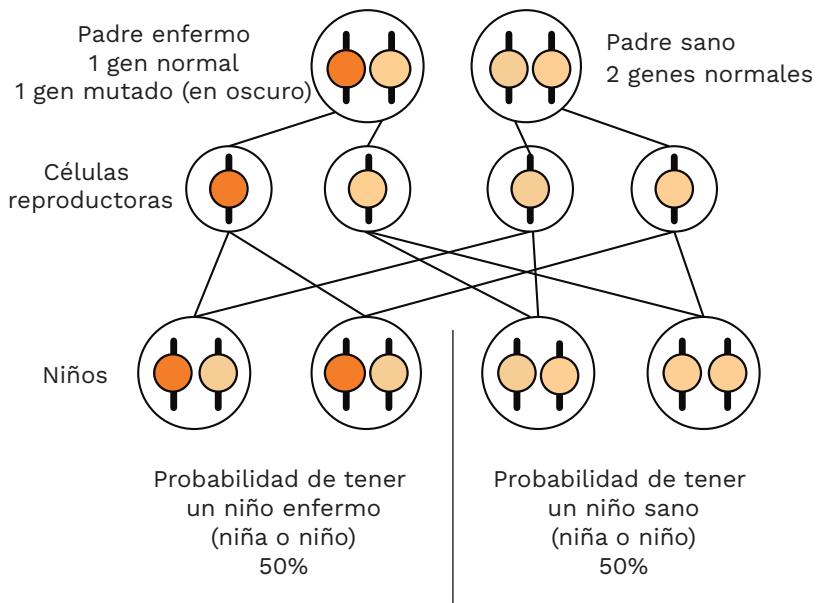 Padre enfermo
1 gen normal
1 gen mutado (en oscuro)
Padre sano
2 genes normales
Células
reproductoras
Niños
Probabilidad de tener
un niño enfermo
(niña o niño)
50%
Probabilidad de tener
un niño sano
(niña o niño)
50%